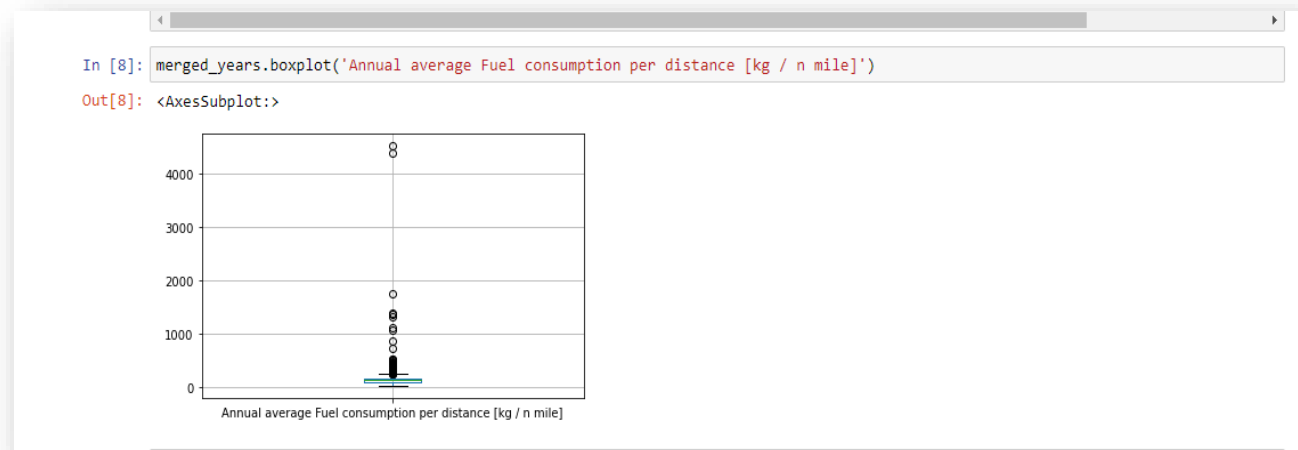 In [8]: merged_years.boxplot('Annual average Fuel consumption per distance [kg / n mile]')
Out[8]: <AxesSubplot:>
4000
3000
2000
1000
0
Annual average Fuel consumption per distance [kg / n mile]